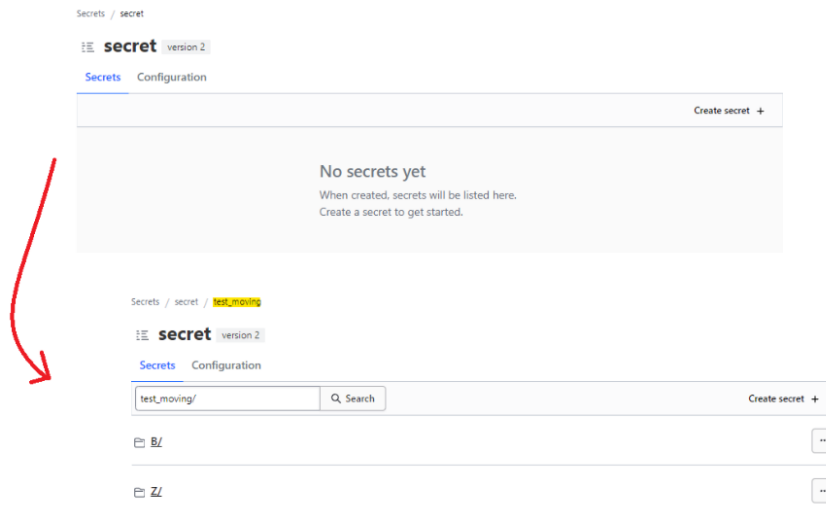 Secrets / secret
secret version 2
Secrets Configuration
Create secret +
No secrets yet
When created, secrets will be listed here.
Create a secret to get started.
Secrets / secret / test_moving
secret version 2
Secrets Configuration
test_moving/ Search Create secret +
B/
Z/